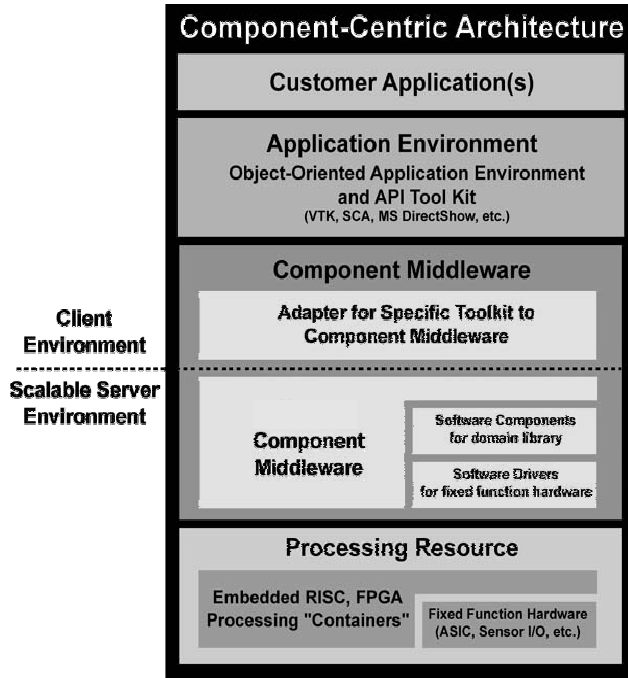 Component-Centric Architecture
Customer Application(s)
Application Environment
Object-Oriented Application Environment
and API Tool Kit
(VTK, SCA, MS DirectShow, etc.)
Component Middleware
Adapter for Specific Toolkit to
Component Middleware
Client
Environment
Scalable Server
Environment
Component
Middleware
Software Components
for domain library
Software Drivers
for fixed function hardware
Processing Resource
Embedded RISC, FPGA
Processing "Containers"
Fixed Function Hardware
(ASIC, Sensor I/O, etc.)